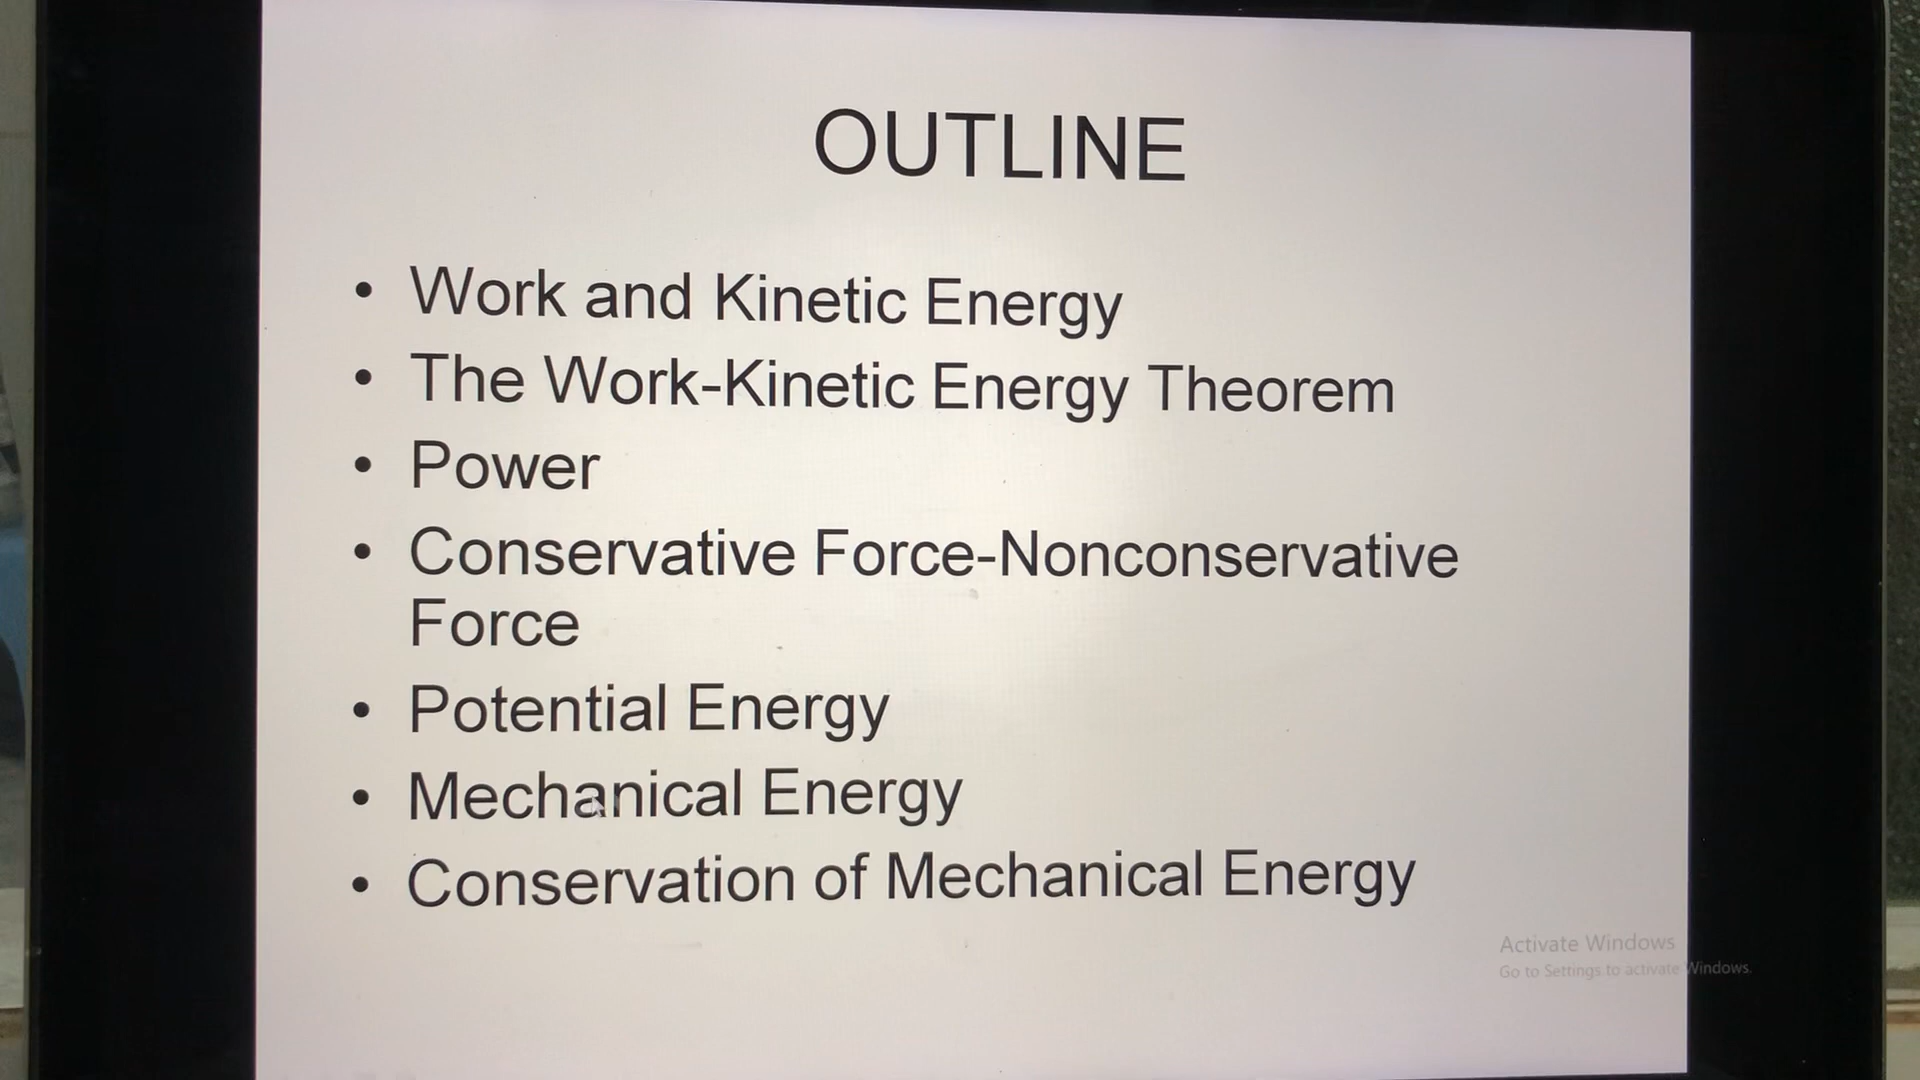 OUTLINE
• Work and Kinetic Energy
• The Work-Kinetic Energy Theorem
• Power
• Conservative Force-Nonconservative
Force
• Potential Energy
• Mechanical Energy
• Conservation of Mechanical Energy
Activate Windows
Go to Settings to activate Windows.